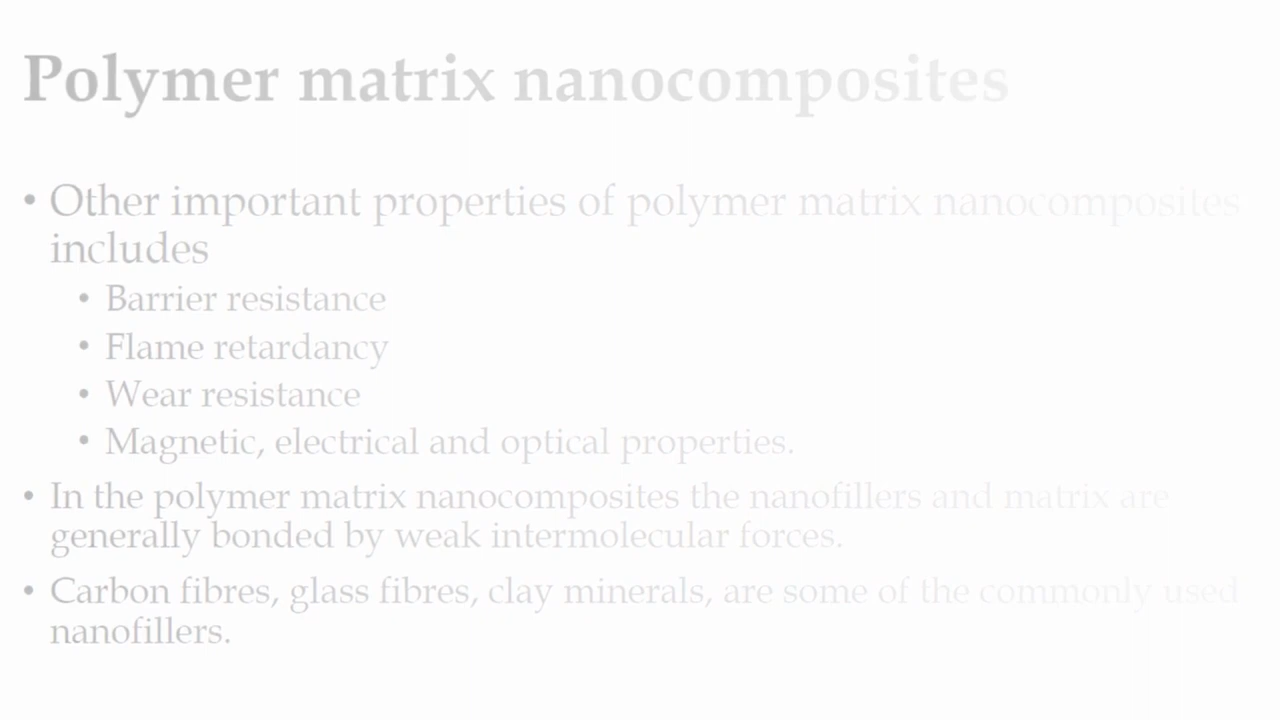 Polymer matrix nanocomposites
• Other important properties of polymer matrix nanocomposites
includes
• Barrier resistance
• Flame retardancy
• Wear resistance
• Magnetic, electrical and optical properties.
• In the polymer matrix nanocomposites the nanofillers and matrix are
generally bonded by weak intermolecular forces.
• Carbon fibres, glass fibres, clay minerals, are some of the commonly used
nanofillers.